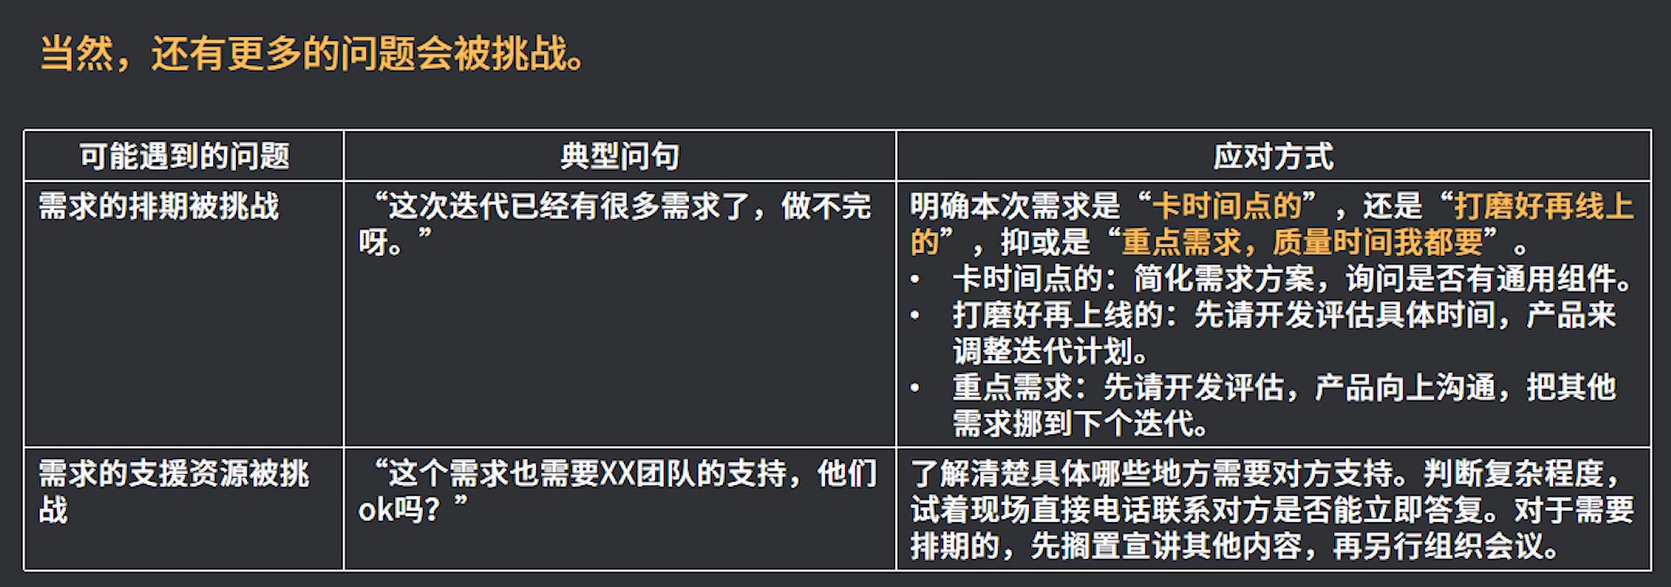 当然，还有更多的问题会被挑战。
可能遇到的问题
典型问句
应对方式
需求的排期被挑战
“这次迭代已经有很多需求了，做不完
呀。”
明确本次需求是“卡时间点的”，还是“打磨好再线上
的”，抑或是“重点需求，质量时间我都要”。
• 卡时间点的：简化需求方案，询问是否有通用组件。
• 打磨好再上线的：先请开发评估具体时间，产品来
调整迭代计划。
• 重点需求：先请开发评估，产品向上沟通，把其他
需求挪到下个迭代。
需求的支援资源被挑
战
“这个需求也需要XX团队的支持，他们
ok吗？”
了解清楚具体哪些地方需要对方支持。判断复杂程度，
试着现场直接电话联系对方是否能立即答复。对于需要
排期的，先搁置宣讲其他内容，再另行组织会议。